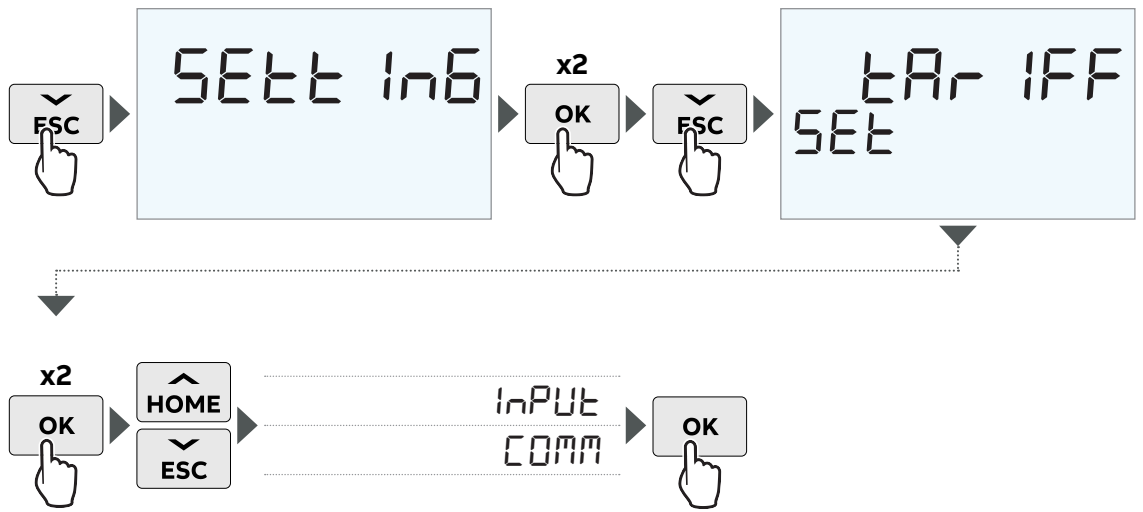 ESC
SEtt InG
x2
OK
ESC
tAr IFF
SEt
x2
OK
HOME
ESC
InPUt
COMM
OK